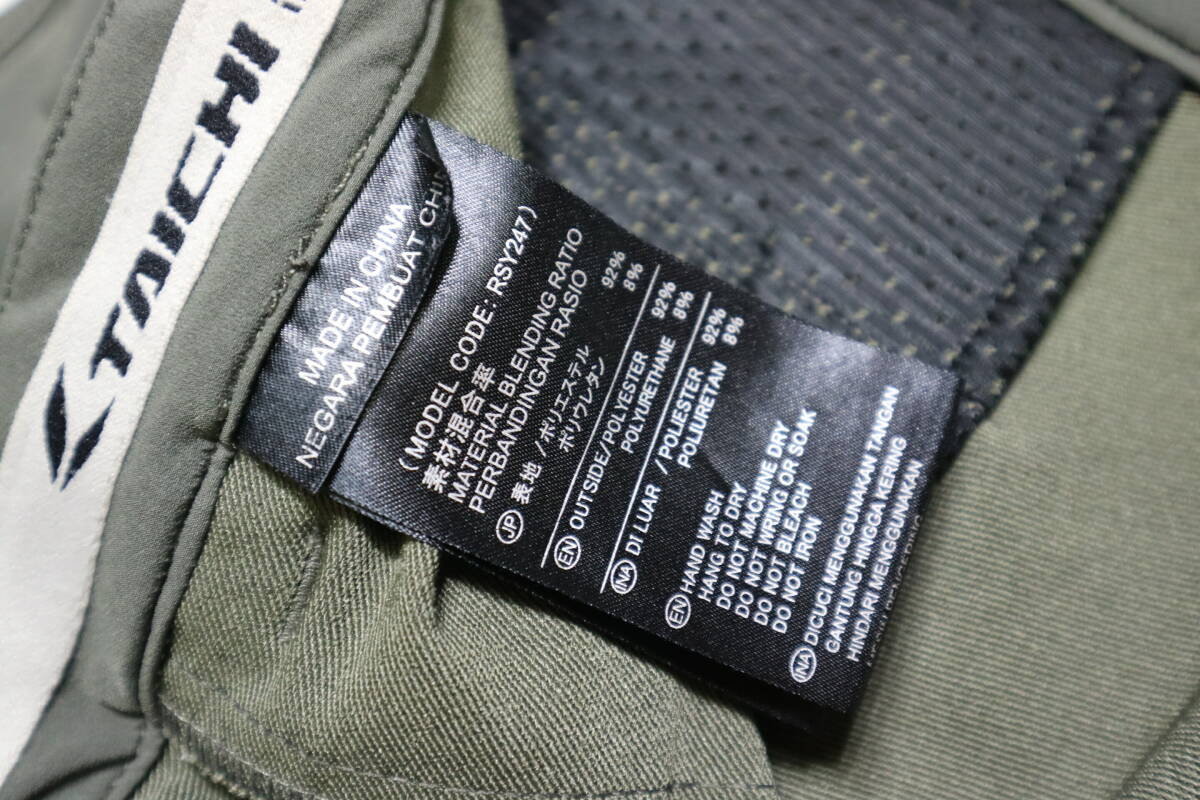 TAICHI
MADE IN CHINA
NEGARA PEMBUAT CHIN
(MODEL CODE: RSY247)
素材混合率
MATERIAL BLENDING RATIO
PERBANDINGAN RASIO
JP 表地 /ポリエステル 92%
ポリウレタン 8%
EN OUTSIDE/POLYESTER 92%
POLYURETHANE 8%
INA DI LUAR / POLIESTER 92%
POLIURETAN 8%
EN HAND WASH
HANG TO DRY
DO NOT MACHINE DRY
DO NOT WRING OR SOAK
DO NOT BLEACH
DO NOT IRON
INA DICUCI MENGGUNAKAN TANGAN
GANTUNG HINGGA KERING
HINDARI MENGGUNAKAN